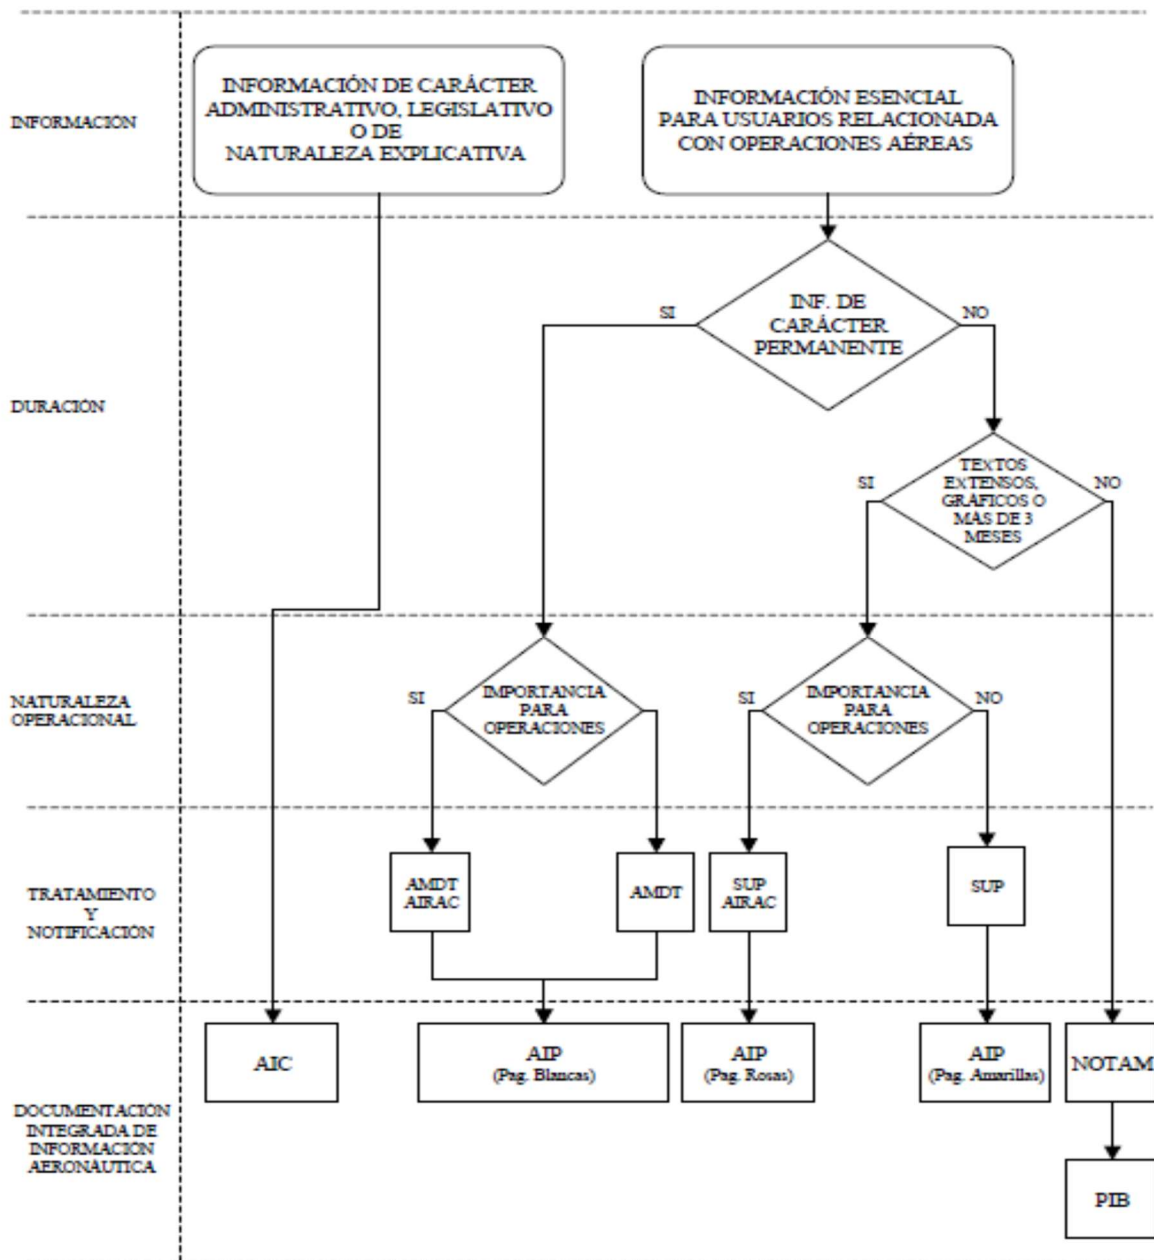 INFORMACIÓN
INFORMACIÓN DE CARÁCTER
ADMINISTRATIVO, LEGISLATIVO
O DE
NATURALEZA EXPLICATIVA
INFORMACIÓN ESENCIAL
PARA USUARIOS RELACIONADA
CON OPERACIONES AÉREAS
DURACIÓN
SI
INF. DE
CARÁCTER
PERMANENTE
NO
SI
TEXTOS
EXTENSOS,
GRÁFICOS O
MÁS DE 3
MESES
NO
NATURALEZA
OPERACIONAL
SI
IMPORTANCIA
PARA
OPERACIONES
SI
IMPORTANCIA
PARA
OPERACIONES
NO
TRATAMIENTO
Y
NOTIFICACIÓN
AMDT
AIRAC
AMDT
SUP
AIRAC
SUP
DOCUMENTACIÓN
INTEGRADA DE
INFORMACIÓN
AERONÁUTICA
AIC
AIP
(Pag. Blancas)
AIP
(Pag. Rosas)
AIP
(Pag. Amarillas)
NOTAM
PIB